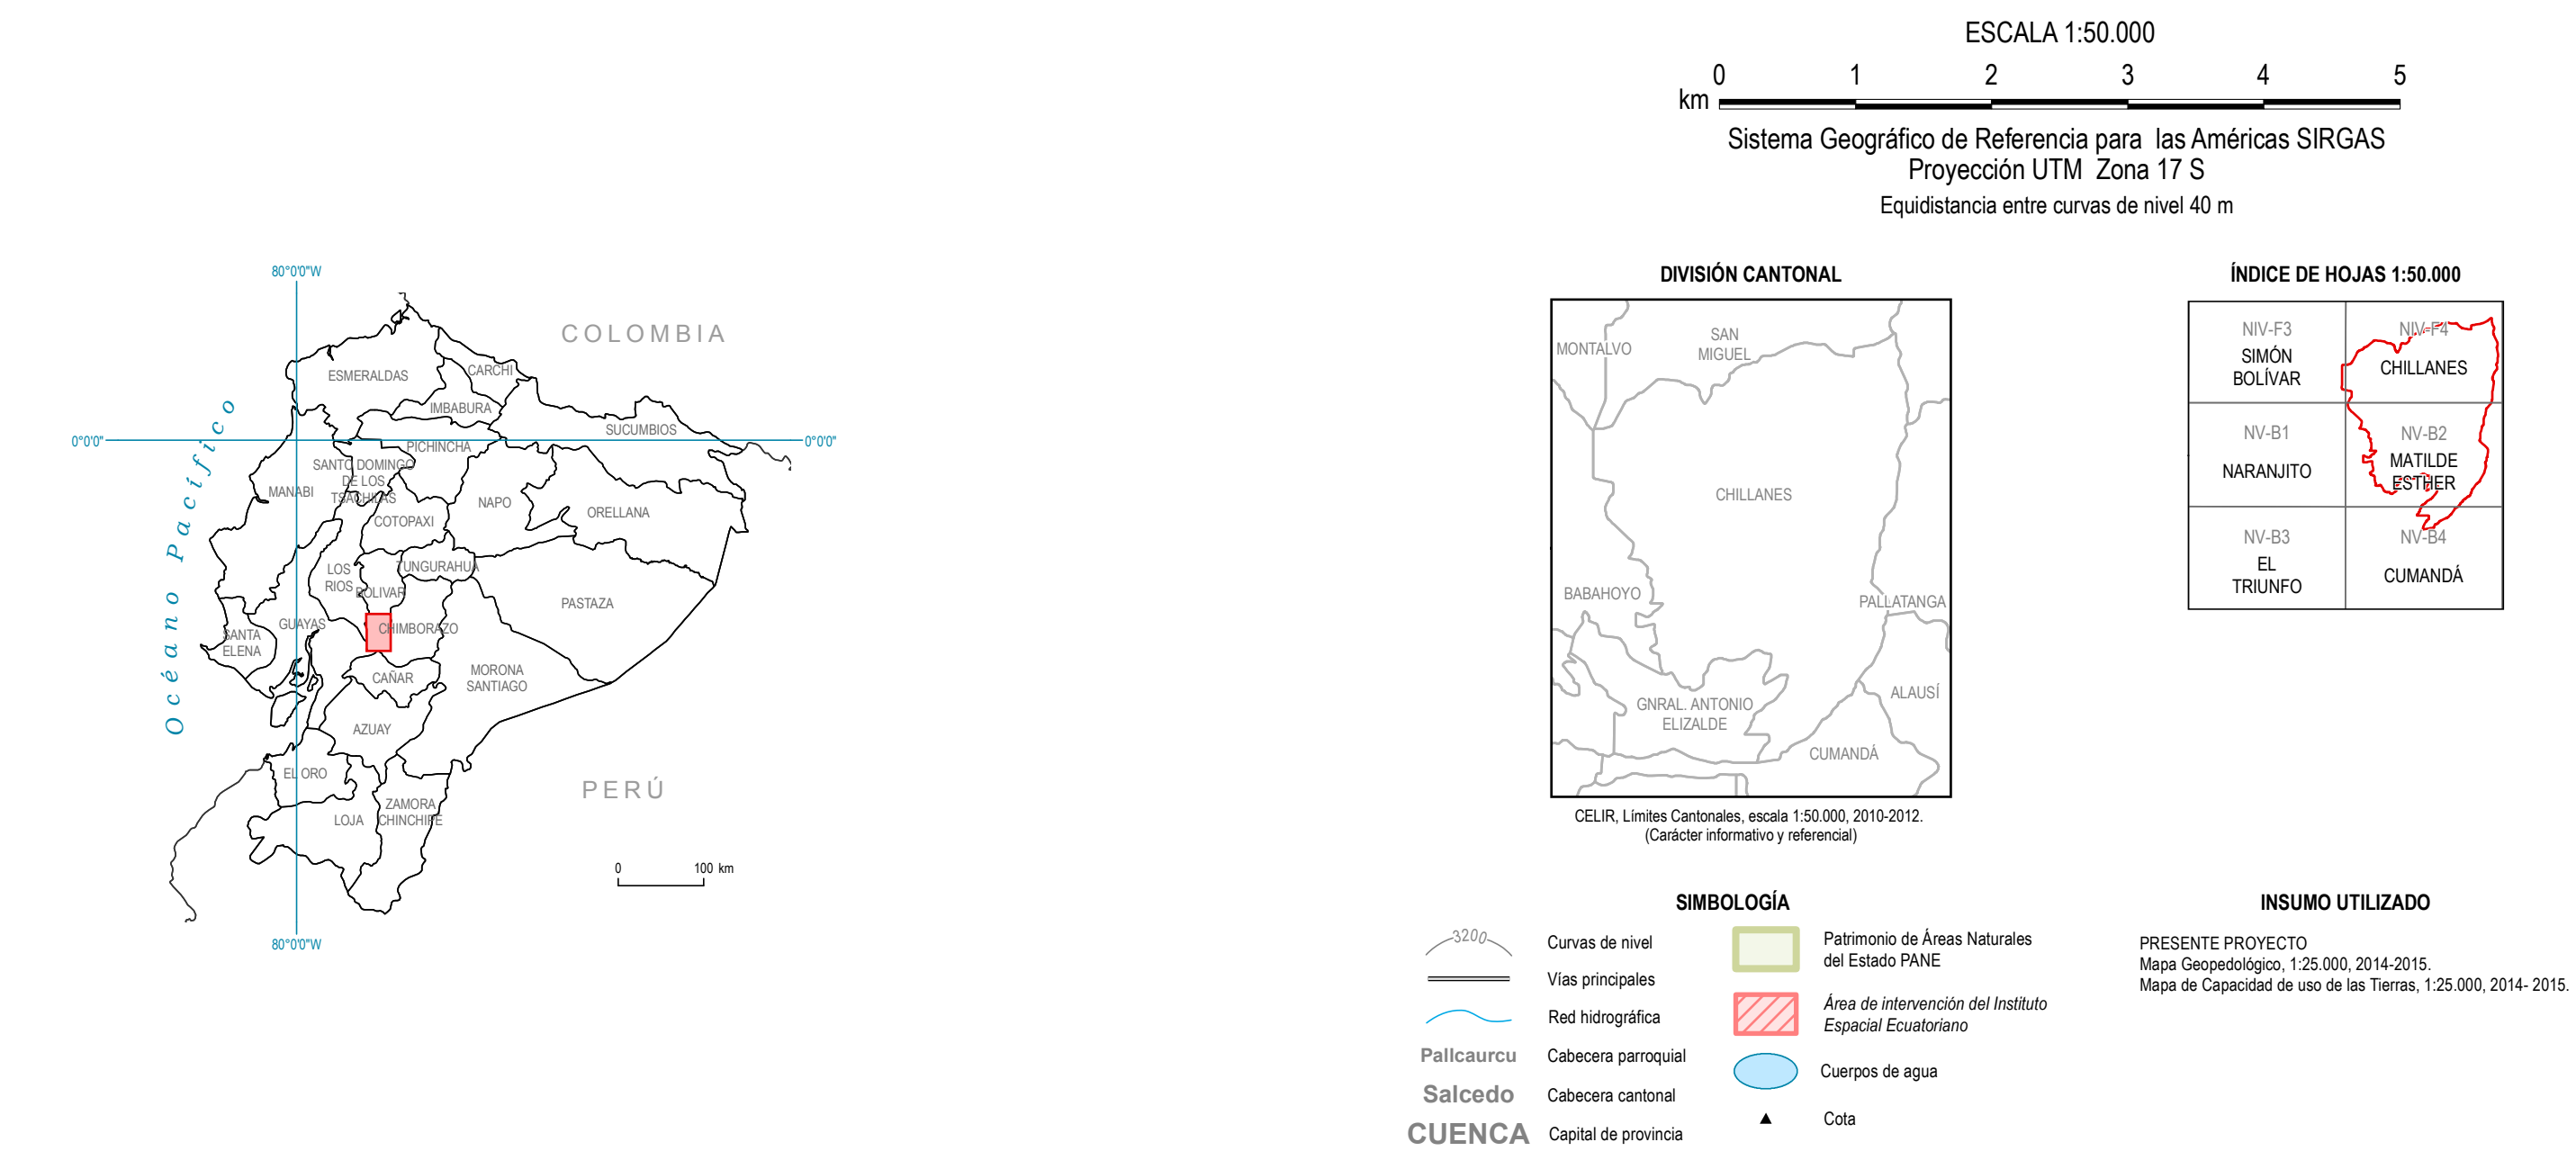 ESCALA 1:50.000
0 1 2 3 4 5
km
Sistema Geográfico de Referencia para las Américas SIRGAS
Proyección UTM Zona 17 S
Equidistancia entre curvas de nivel 40 m
80°0'0"W
COLOMBIA
ESMERALDAS
CARCHI
IMBABURA
SUCUMBIOS
0°0'0"
0°0'0"
PICHINCHA
SANTO DOMINGO
DE LOS
TSACHILAS
MANABI
NAPO
ORELLANA
COTOPAXI
Océano Pacífico
LOS
RIOS
TUNGURAHUA
BOLIVAR
PASTAZA
GUAYAS
CHIMBORAZO
SANTA
ELENA
CAÑAR
MORONA
SANTIAGO
AZUAY
EL ORO
PERÚ
ZAMORA
CHINCHIPE
LOJA
0 100 km
80°0'0"W
DIVISIÓN CANTONAL
MONTALVO
SAN
MIGUEL
CHILLANES
BABAHOYO
PALLATANGA
GNRAL. ANTONIO
ELIZALDE
ALAUSÍ
CUMANDÁ
CELIR, Límites Cantonales, escala 1:50.000, 2010-2012.
(Carácter informativo y referencial)
ÍNDICE DE HOJAS 1:50.000
NIV-F3
SIMÓN
BOLÍVAR
NIV-F4
CHILLANES
NV-B1
NARANJITO
NV-B2
MATILDE
ESTHER
NV-B3
EL
TRIUNFO
NV-B4
CUMANDÁ
SIMBOLOGÍA
3200
Curvas de nivel
Vías principales
Red hidrográfica
Pallcaurcu Cabecera parroquial
Salcedo Cabecera cantonal
CUENCA Capital de provincia
Patrimonio de Áreas Naturales
del Estado PANE
Área de intervención del Instituto
Espacial Ecuatoriano
Cuerpos de agua
Cota
INSUMO UTILIZADO
PRESENTE PROYECTO
Mapa Geopedológico, 1:25.000, 2014-2015.
Mapa de Capacidad de uso de las Tierras, 1:25.000, 2014- 2015.